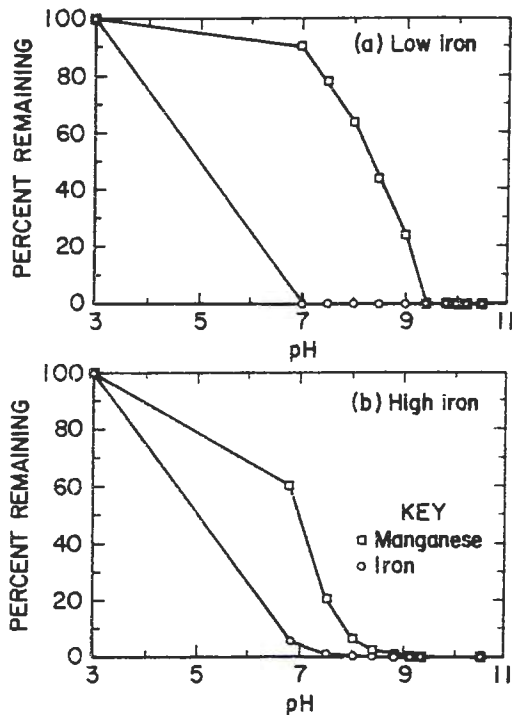 (a) Low iron
PERCENT REMAINING
100
80
60
40
20
0
3 5 7 9 11
pH
(b) High iron
PERCENT REMAINING
100
80
60
40
20
0
KEY
Manganese
Iron
3 5 7 9 11
pH